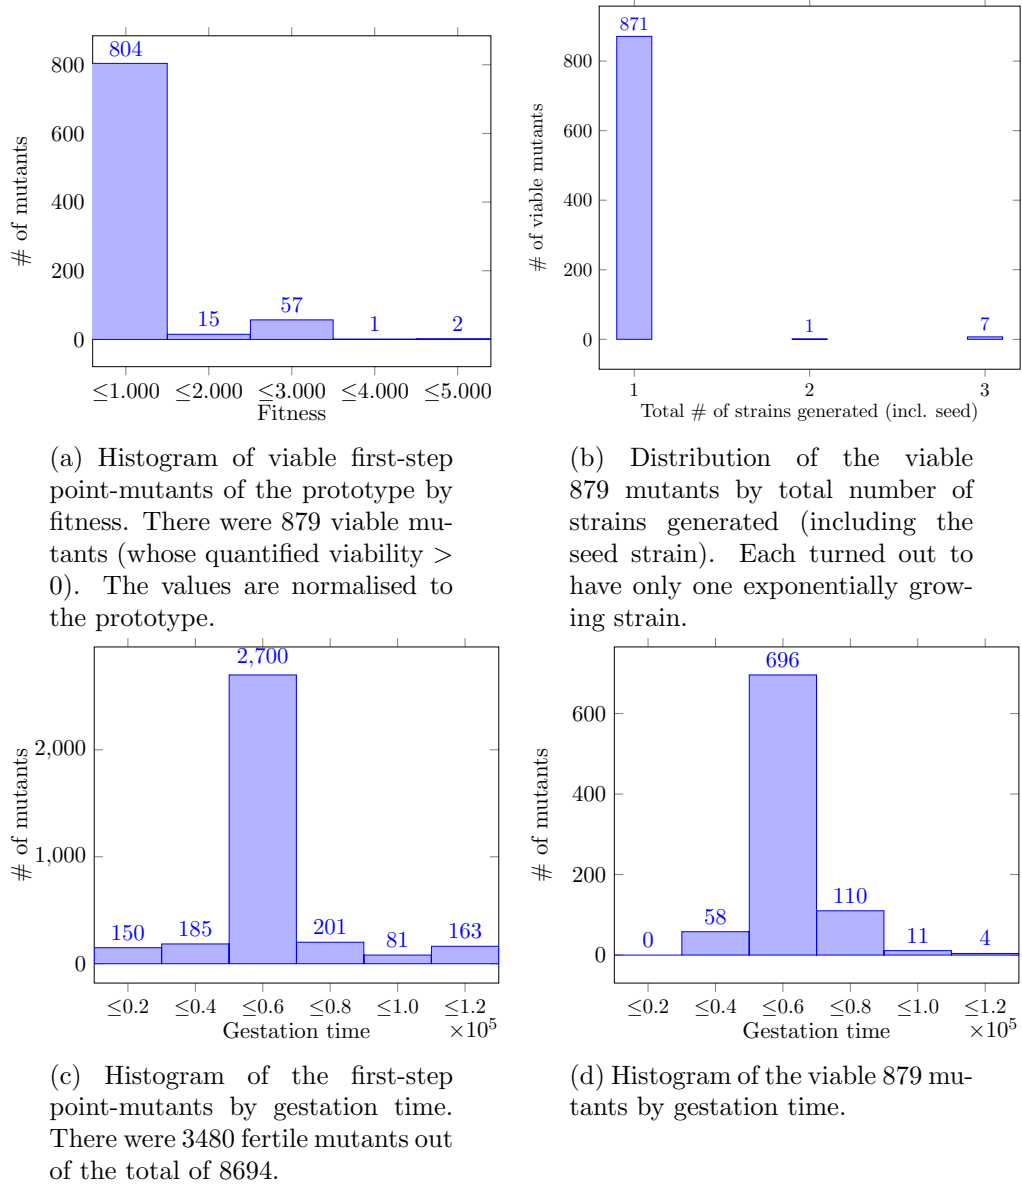 804
15
57
1
2
800
600
400
200
0
# of mutants
≤1.000 ≤2.000 ≤3.000 ≤4.000 ≤5.000
Fitness
(a) Histogram of viable first-step
point-mutants of the prototype by
fitness. There were 879 viable mu-
tants (whose quantified viability >
0). The values are normalised to
the prototype.
871
1
7
800
600
400
200
0
# of viable mutants
1 2 3
Total # of strains generated (incl. seed)
(b) Distribution of the viable
879 mutants by total number of
strains generated (including the
seed strain). Each turned out to
have only one exponentially grow-
ing strain.
2,700
150
185
201
81
163
2,000
1,000
0
# of mutants
≤0.2 ≤0.4 ≤0.6 ≤0.8 ≤1.0 ≤1.2
Gestation time ×10⁵
(c) Histogram of the first-step
point-mutants by gestation time.
There were 3480 fertile mutants out
of the total of 8694.
696
0
58
110
11
4
600
400
200
0
# of mutants
≤0.2 ≤0.4 ≤0.6 ≤0.8 ≤1.0 ≤1.2
Gestation time ×10⁵
(d) Histogram of the viable 879 mu-
tants by gestation time.